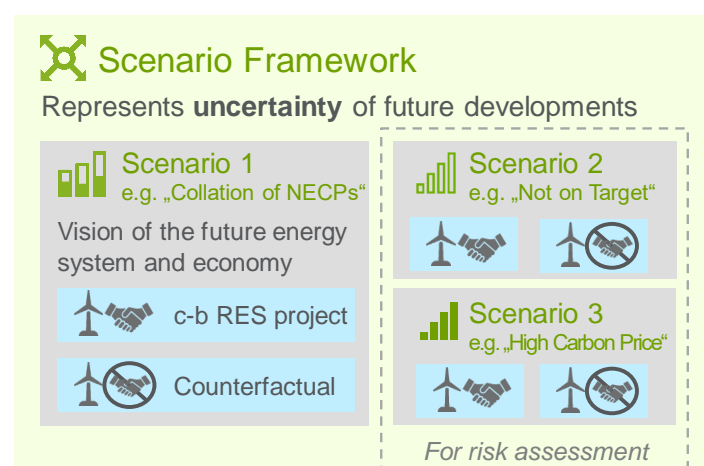 Scenario Framework
Represents uncertainty of future developments
Scenario 1
e.g. „Collation of NECPs“
Vision of the future energy
system and economy
c-b RES project
Counterfactual
Scenario 2
e.g. „Not on Target“
Scenario 3
e.g. „High Carbon Price“
For risk assessment